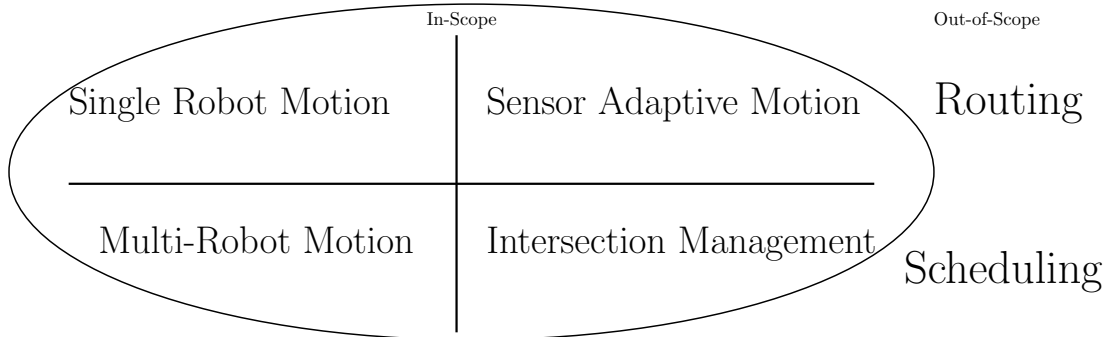 In-Scope
Out-of-Scope
Single Robot Motion
Sensor Adaptive Motion
Routing
Multi-Robot Motion
Intersection Management
Scheduling